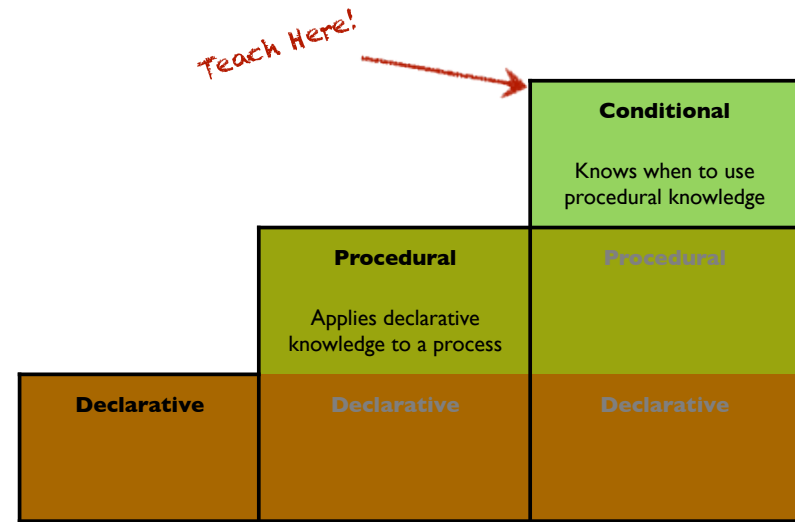 Teach Here!
Conditional
Knows when to use
procedural knowledge
Procedural
Procedural
Applies declarative
knowledge to a process
Declarative
Declarative
Declarative